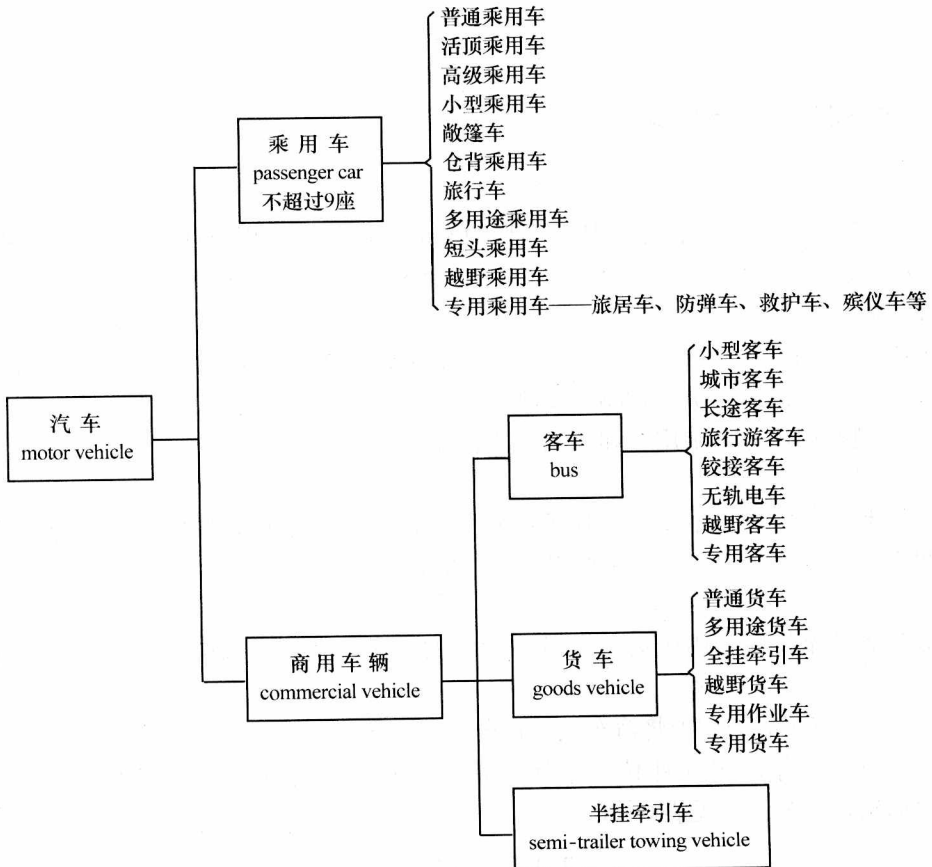 普通乘用车
活顶乘用车
高级乘用车
小型乘用车
敞篷车
仓背乘用车
旅行车
多用途乘用车
短头乘用车
越野乘用车
专用乘用车——旅居车、防弹车、救护车、殡仪车等
乘用车
passenger car
不超过9座
汽车
motor vehicle
小型客车
城市客车
长途客车
旅行游客车
铰接客车
无轨电车
越野客车
专用客车
客车
bus
普通货车
多用途货车
全挂牵引车
越野货车
专用作业车
专用货车
商用车辆
commercial vehicle
货车
goods vehicle
半挂牵引车
semi-trailer towing vehicle